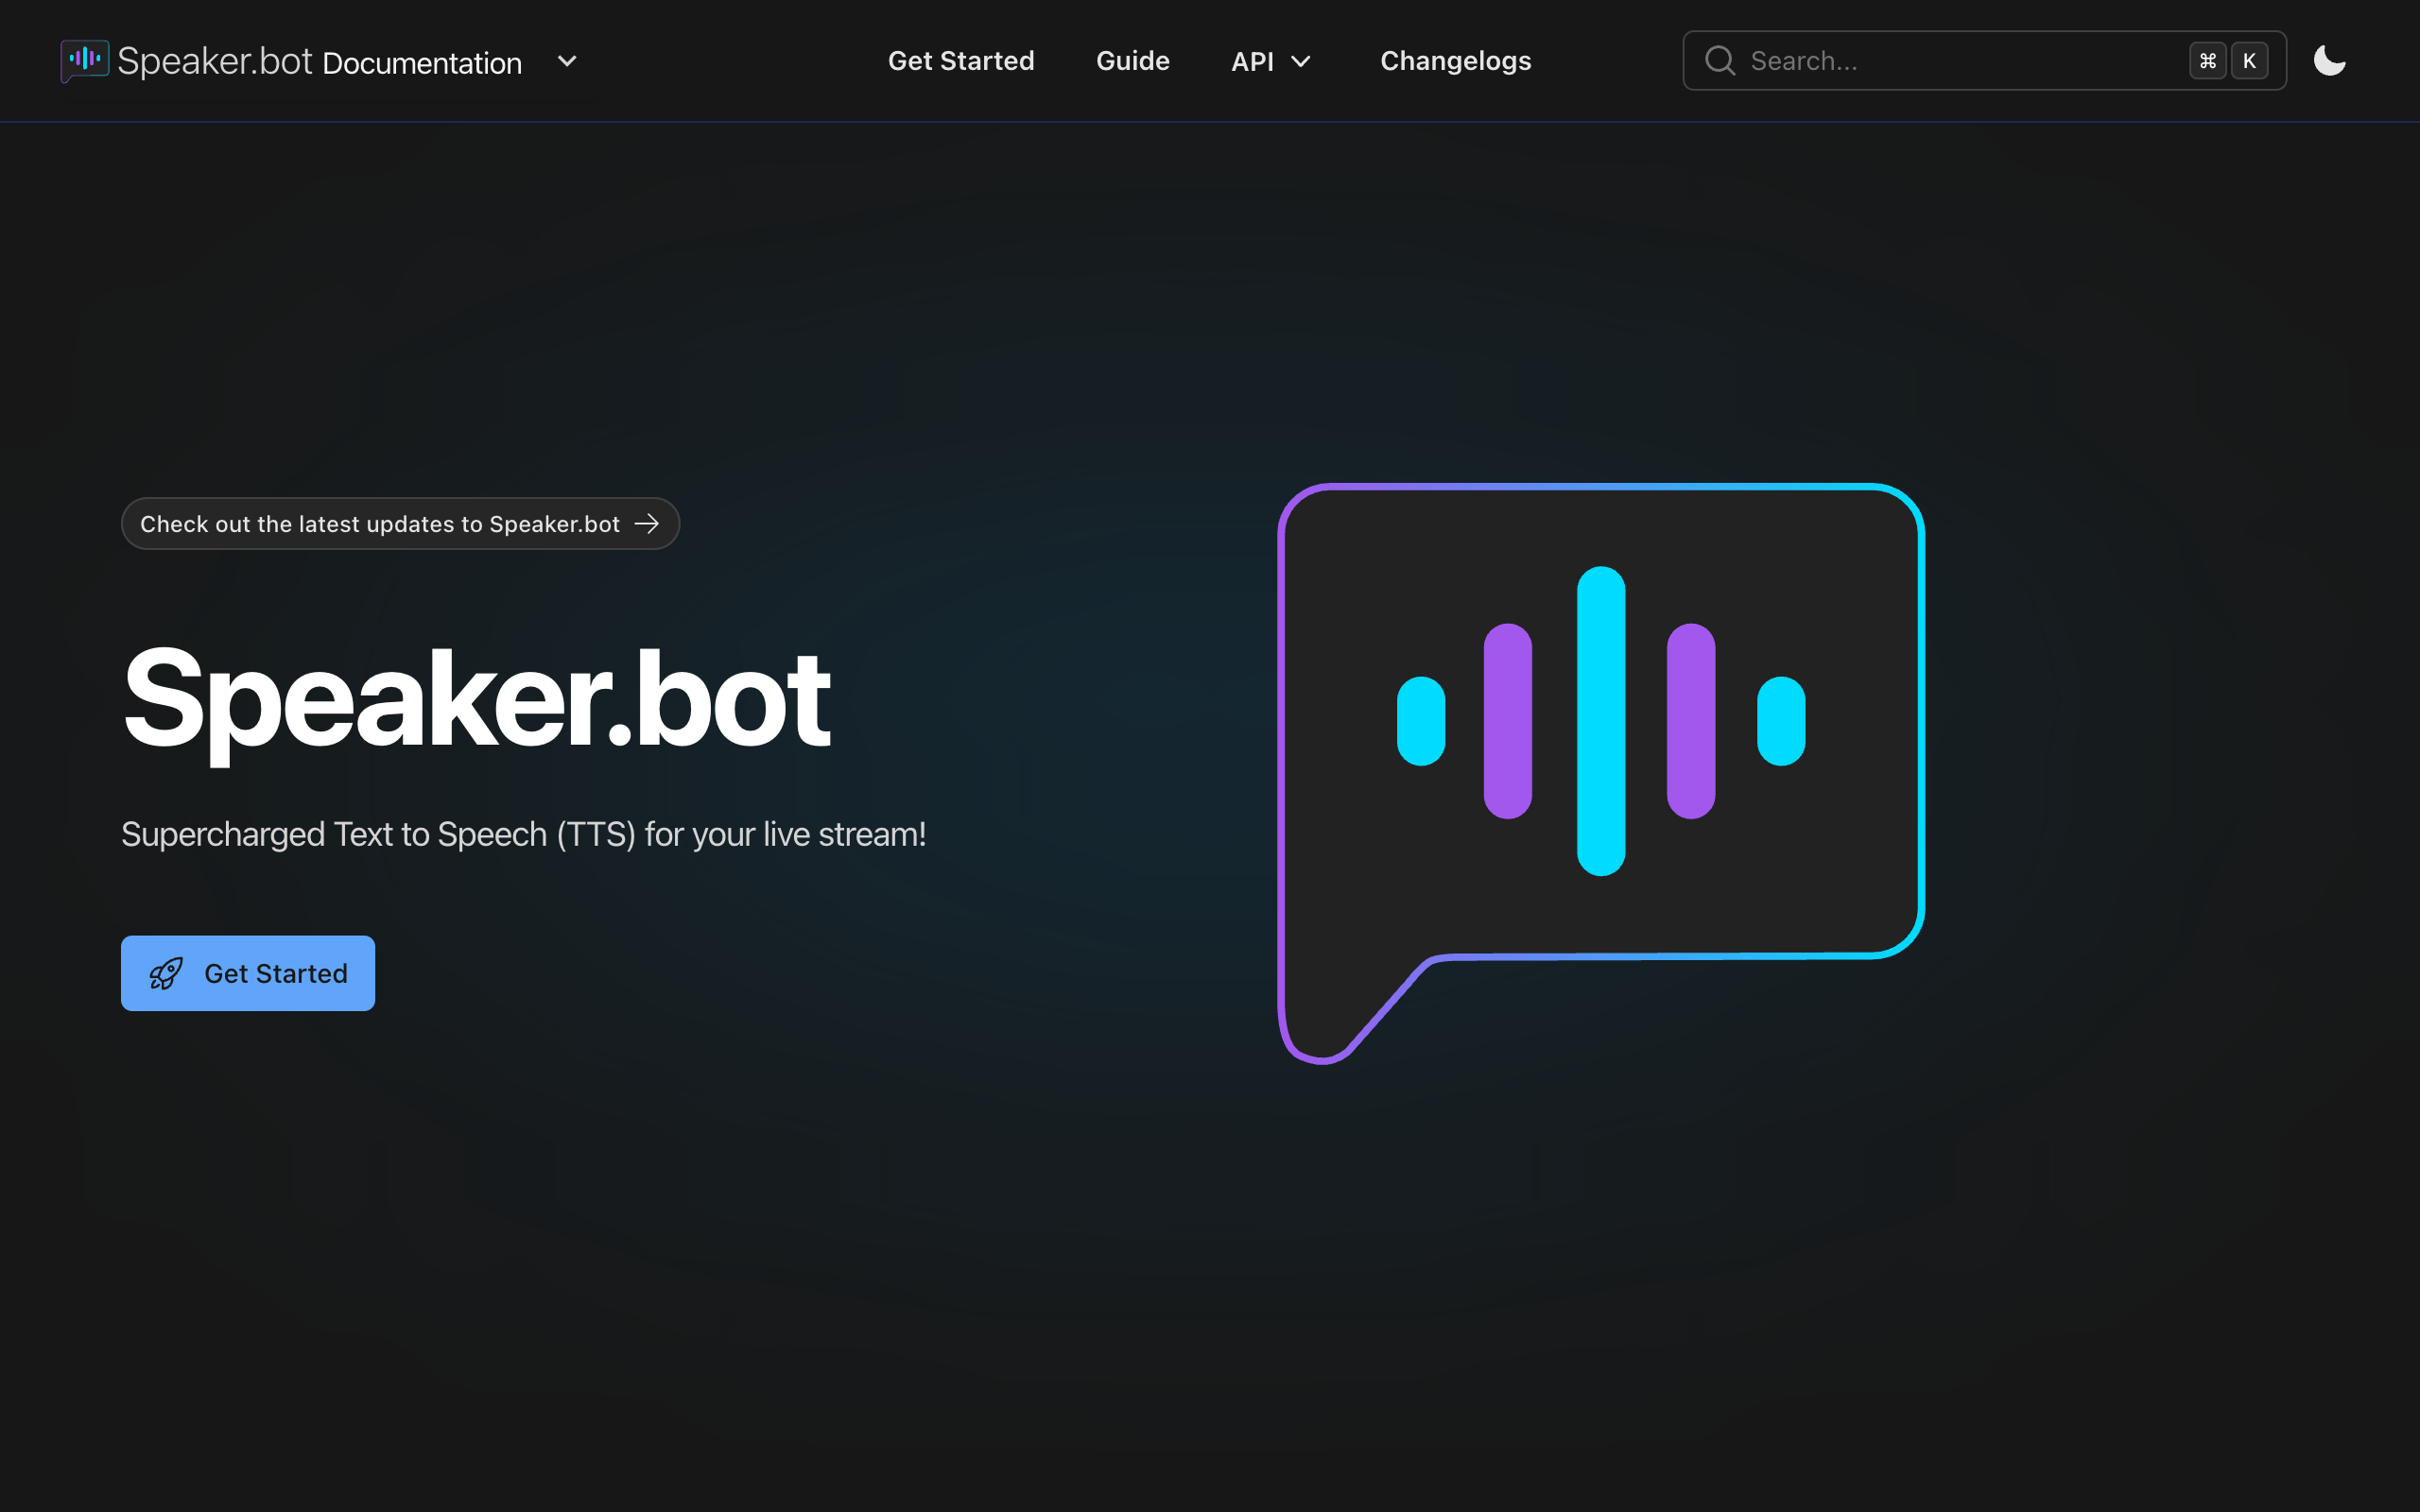 Speaker.bot Documentation
Get Started
Guide
API
Changelogs
Search...
⌘ K
Check out the latest updates to Speaker.bot
Speaker.bot
Supercharged Text to Speech (TTS) for your live stream!
Get Started